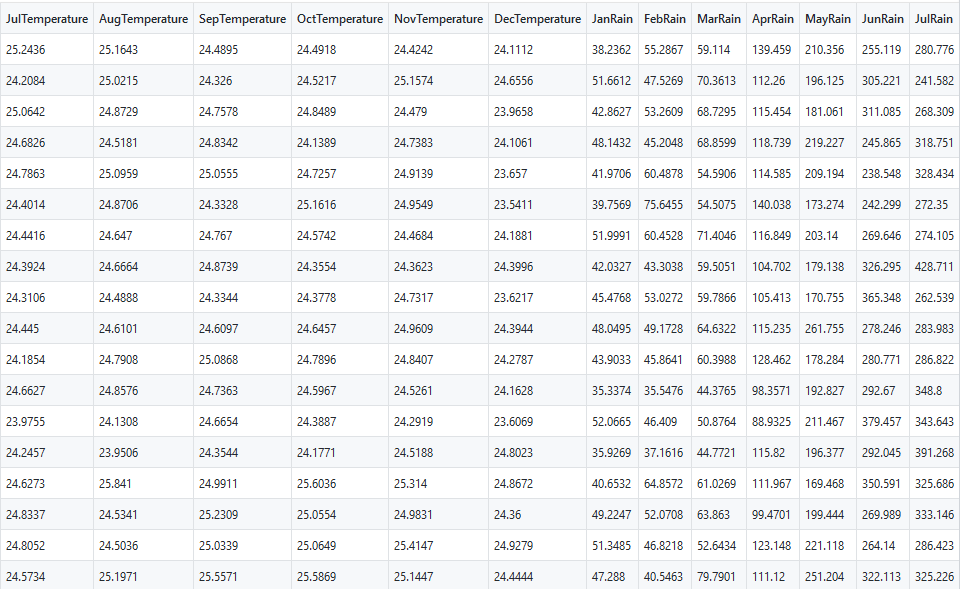 JulTemperature AugTemperature SepTemperature OctTemperature NovTemperature DecTemperature JanRain FebRain MarRain AprRain MayRain JunRain JulRain
25.2436 25.1643 24.4895 24.4918 24.4242 24.1112 38.2362 55.2867 59.114 139.459 210.356 255.119 280.776
24.2084 25.0215 24.326 24.5217 25.1574 24.6556 51.6612 47.5269 70.3613 112.26 196.125 305.221 241.582
25.0642 24.8729 24.7578 24.8489 24.479 23.9658 42.8627 53.2609 68.7295 115.454 181.061 311.085 268.309
24.6826 24.5181 24.8342 24.1389 24.7383 24.1061 48.1432 45.2048 68.8599 118.739 219.227 245.865 318.751
24.7863 25.0959 25.0555 24.7257 24.9139 23.657 41.9706 60.4878 54.5906 114.585 209.194 238.548 328.434
24.4014 24.8706 24.3328 25.1616 24.9549 23.5411 39.7569 75.6455 54.5075 140.038 173.274 242.299 272.35
24.4416 24.647 24.767 24.5742 24.4684 24.1881 51.9991 60.4528 71.4046 116.849 203.14 269.646 274.105
24.3924 24.6664 24.8739 24.3554 24.3623 24.3996 42.0327 43.3038 59.5051 104.702 179.138 326.295 428.711
24.3106 24.4888 24.3344 24.3778 24.7317 23.6217 45.4768 53.0272 59.7866 105.413 170.755 365.348 262.539
24.445 24.6101 24.6097 24.6457 24.9609 24.3944 48.0495 49.1728 64.6322 115.235 261.755 278.246 283.983
24.1854 24.7908 25.0868 24.7896 24.8407 24.2787 43.9033 45.8641 60.3988 128.462 178.284 280.771 286.822
24.6627 24.8576 24.7363 24.5967 24.5261 24.1628 35.3374 35.5476 44.3765 98.3571 192.827 292.67 348.8
23.9755 24.1308 24.6654 24.3887 24.2919 23.6069 52.0665 46.409 50.8764 88.9325 211.467 379.457 343.643
24.2457 23.9506 24.3544 24.1771 24.5188 24.8023 35.9269 37.1616 44.7721 115.82 196.377 292.045 391.268
24.6273 25.841 24.9911 25.6036 25.314 24.8672 40.6532 64.8572 61.0269 111.967 169.468 350.591 325.686
24.8337 24.5341 25.2309 25.0554 24.9831 24.36 49.2247 52.0708 63.863 99.4701 199.444 269.989 333.146
24.8052 24.5036 25.0339 25.0649 25.4147 24.9279 51.3485 46.8218 52.6434 123.148 221.118 264.14 286.423
24.5734 25.1971 25.5571 25.5869 25.1447 24.4444 47.288 40.5463 79.7901 111.12 251.204 322.113 325.226